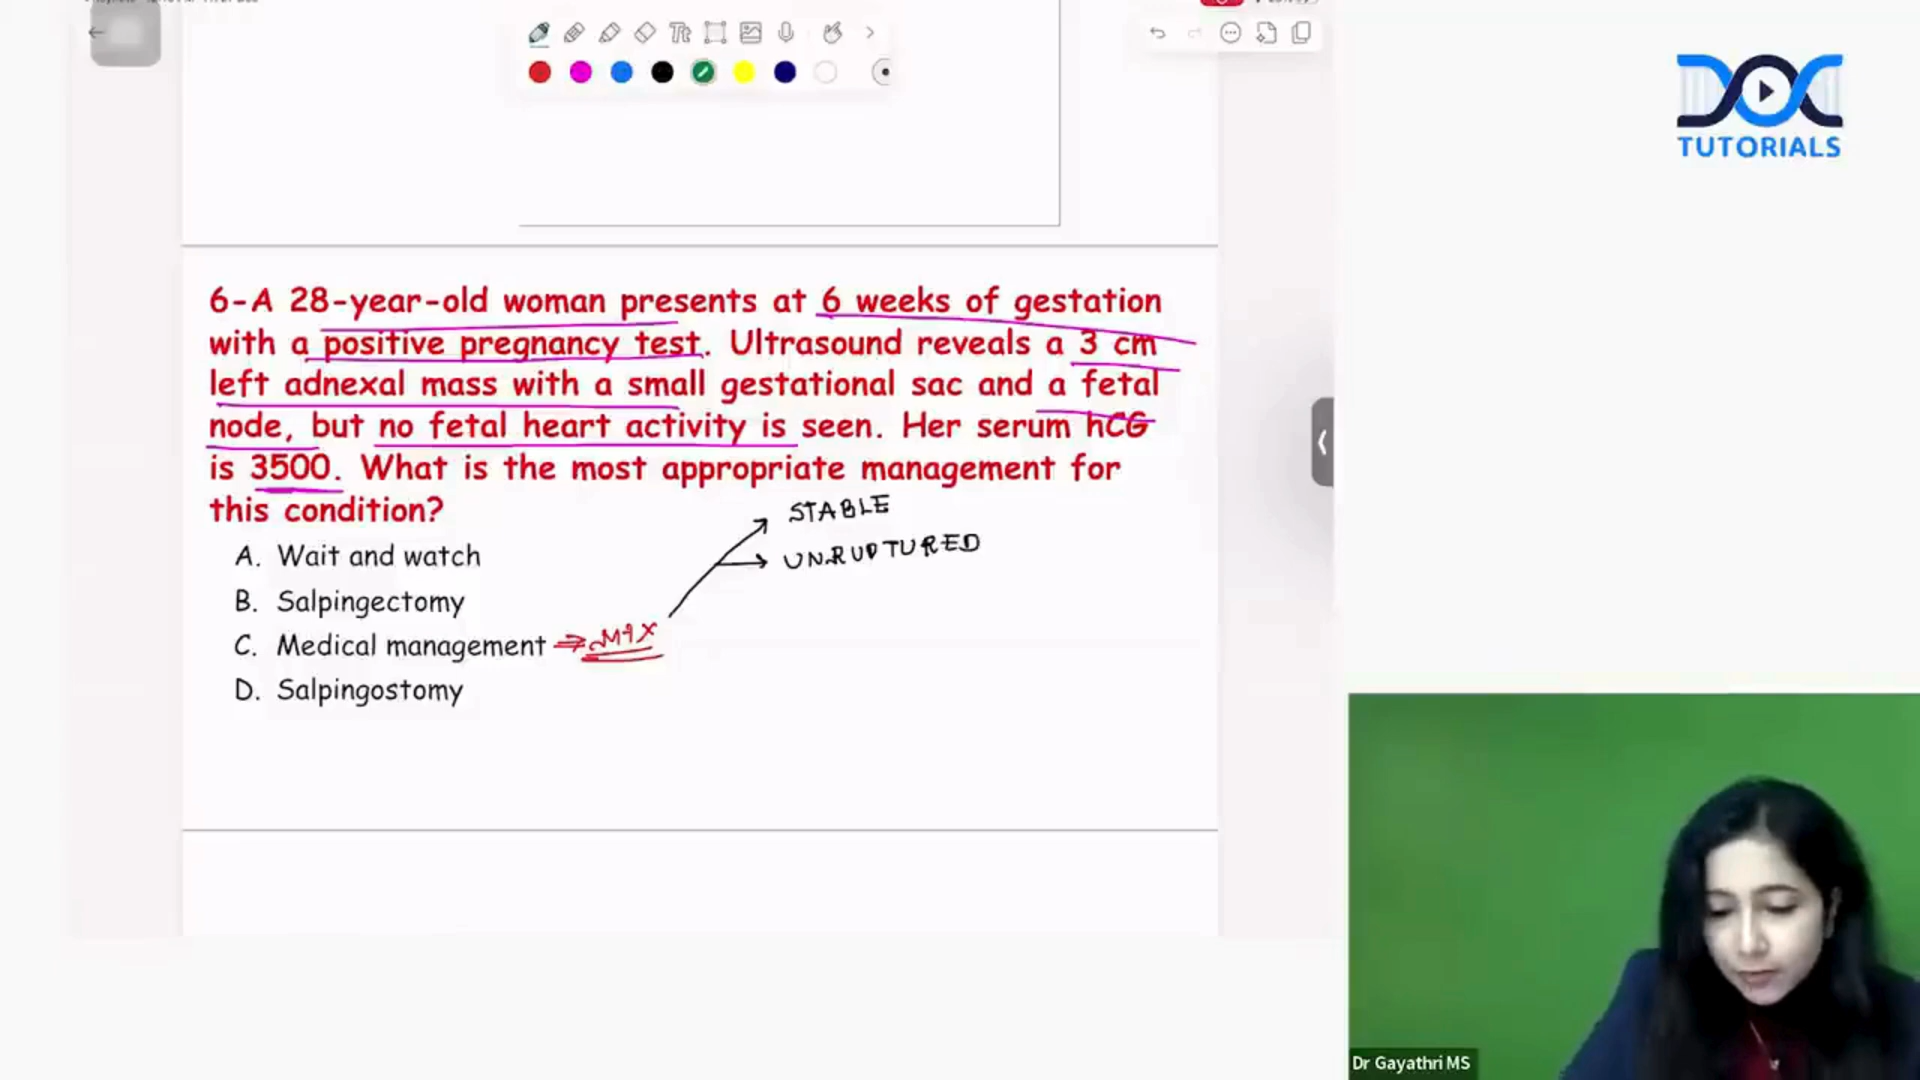 Tt
DOC
TUTORIALS
6-A 28-year-old woman presents at 6 weeks of gestation
with a positive pregnancy test. Ultrasound reveals a 3 cm
left adnexal mass with a small gestational sac and a fetal
node, but no fetal heart activity is seen. Her serum hCG
is 3500. What is the most appropriate management for
this condition?
STABLE
UNRUPTURED
A. Wait and watch
B. Salpingectomy
C. Medical management ⇒ MTX
D. Salpingostomy
Dr Gayathri MS